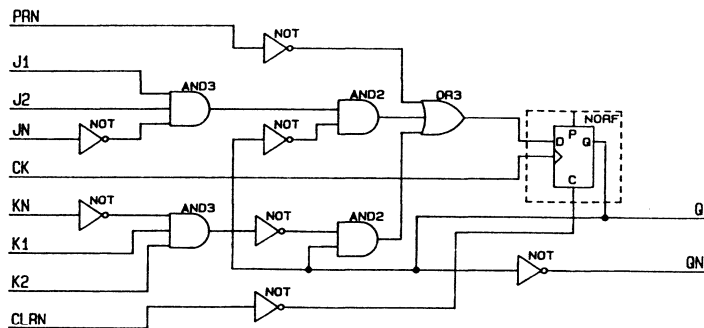 PRN
NOT
J1
AND3
J2
AND2
OR3
NOT
NORF
JN
NOT
P
D
Q
CK
C
KN
NOT
AND3
NOT
AND2
Q
K1
NOT
QN
K2
NOT
CLRN